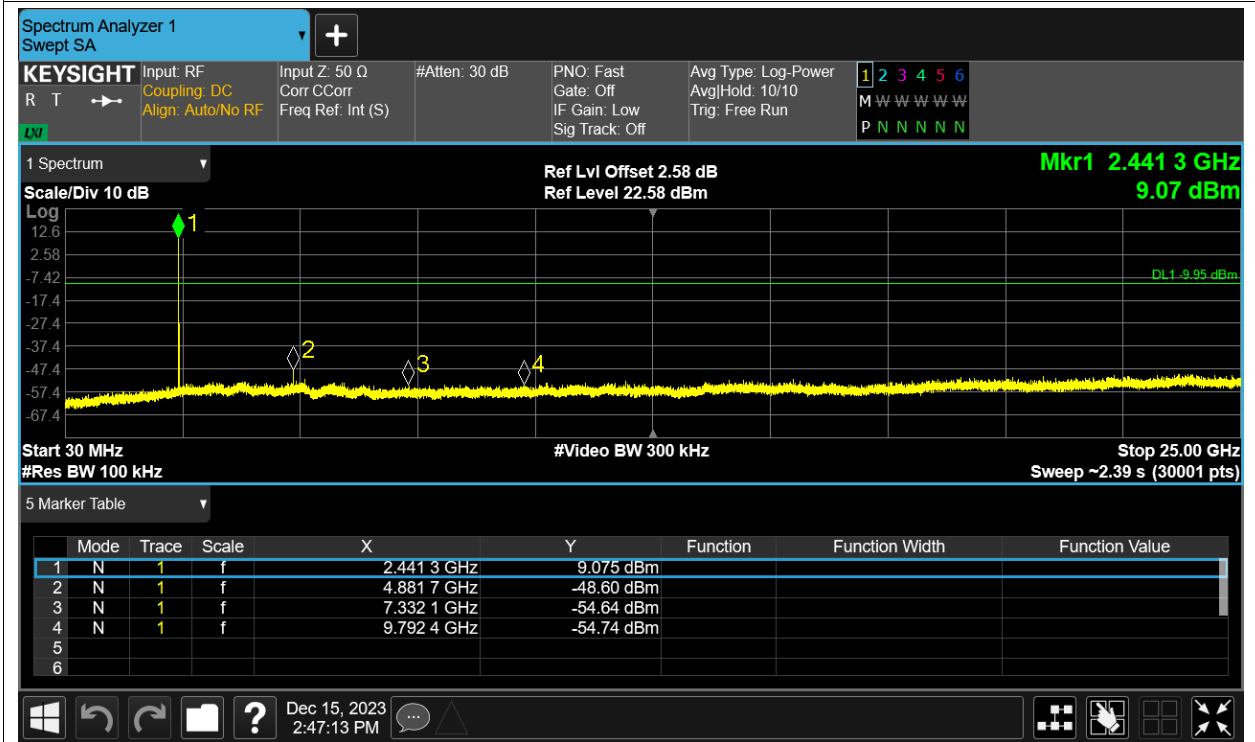 Spectrum Analyzer 1
Swept SA
+
KEYSIGHT
R T
LXI
Input: RF
Coupling: DC
Align: Auto/No RF
Input Z: 50 Ω
Corr CCorr
Freq Ref: Int (S)
#Atten: 30 dB
PNO: Fast
Gate: Off
IF Gain: Low
Sig Track: Off
Avg Type: Log-Power
Avg|Hold: 10/10
Trig: Free Run
1 2 3 4 5 6
M W W W W W
P N N N N N
1 Spectrum
Scale/Div 10 dB
Ref Lvl Offset 2.58 dB
Ref Level 22.58 dBm
Mkr1 2.441 3 GHz
9.07 dBm
Log
12.6
2.58
-7.42
-17.4
-27.4
-37.4
-47.4
-57.4
-67.4
1
2
3
4
DL1 -9.95 dBm
Start 30 MHz
#Res BW 100 kHz
#Video BW 300 kHz
Stop 25.00 GHz
Sweep ~2.39 s (30001 pts)
5 Marker Table
Mode Trace Scale X Y Function Function Width Function Value
1 N 1 f 2.441 3 GHz 9.075 dBm
2 N 1 f 4.881 7 GHz -48.60 dBm
3 N 1 f 7.332 1 GHz -54.64 dBm
4 N 1 f 9.792 4 GHz -54.74 dBm
5
6
?
Dec 15, 2023
2:47:13 PM